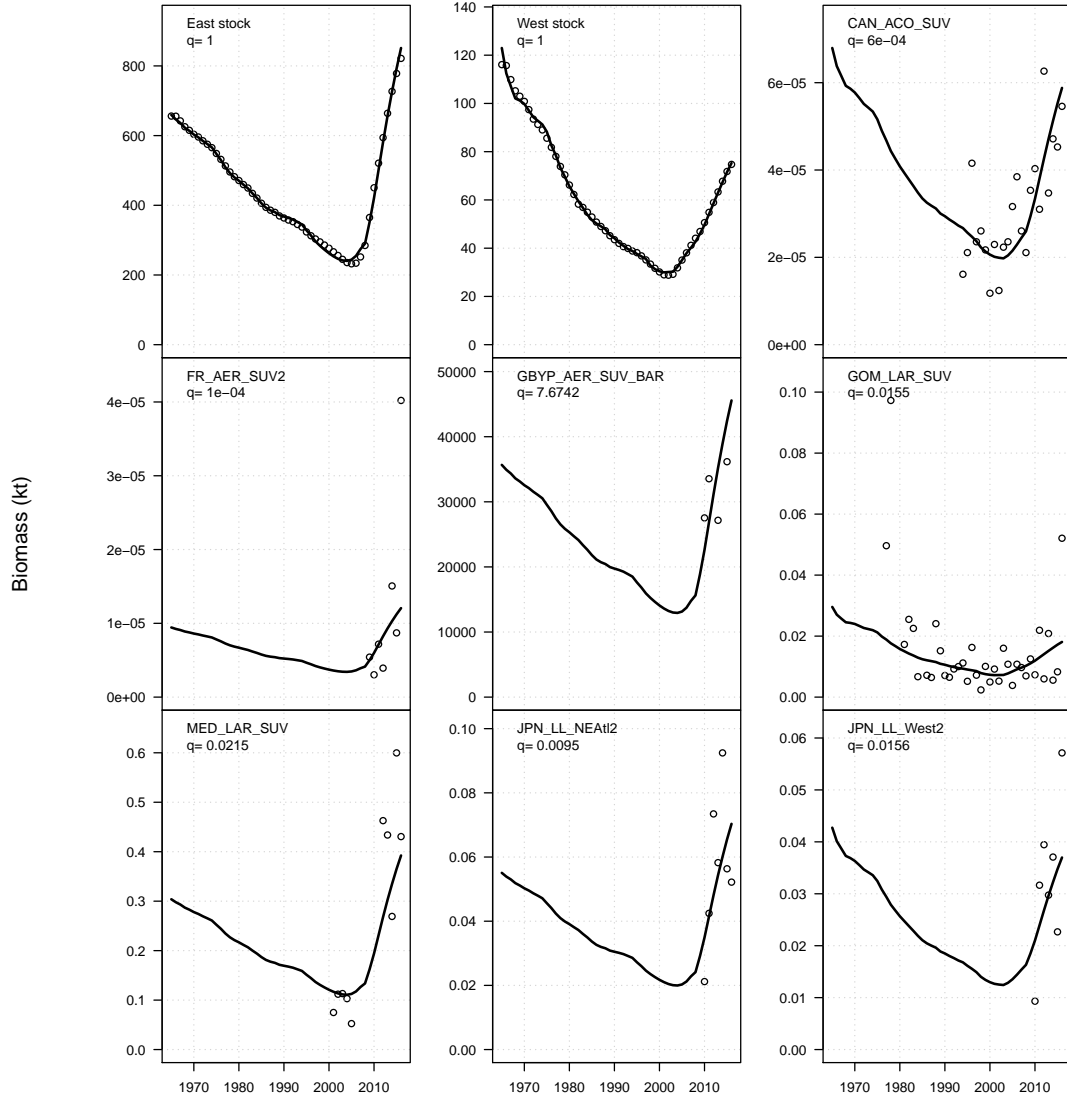 Biomass (kt)
East stock
q= 1
800
600
400
200
0
West stock
q= 1
140
120
100
80
60
40
20
0
CAN_ACO_SUV
q= 6e−04
6e−05
4e−05
2e−05
0e+00
FR_AER_SUV2
q= 1e−04
4e−05
3e−05
2e−05
1e−05
0e+00
GBYP_AER_SUV_BAR
q= 7.6742
50000
40000
30000
20000
10000
0
GOM_LAR_SUV
q= 0.0155
0.10
0.08
0.06
0.04
0.02
0.00
MED_LAR_SUV
q= 0.0215
0.6
0.5
0.4
0.3
0.2
0.1
0.0
1970 1980 1990 2000 2010
JPN_LL_NEAtl2
q= 0.0095
0.10
0.08
0.06
0.04
0.02
0.00
1970 1980 1990 2000 2010
JPN_LL_West2
q= 0.0156
0.06
0.05
0.04
0.03
0.02
0.01
0.00
1970 1980 1990 2000 2010